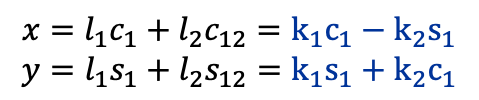 x = l₁c₁ + l₂c₁₂ = k₁c₁ − k₂s₁
y = l₁s₁ + l₂s₁₂ = k₁s₁ + k₂c₁